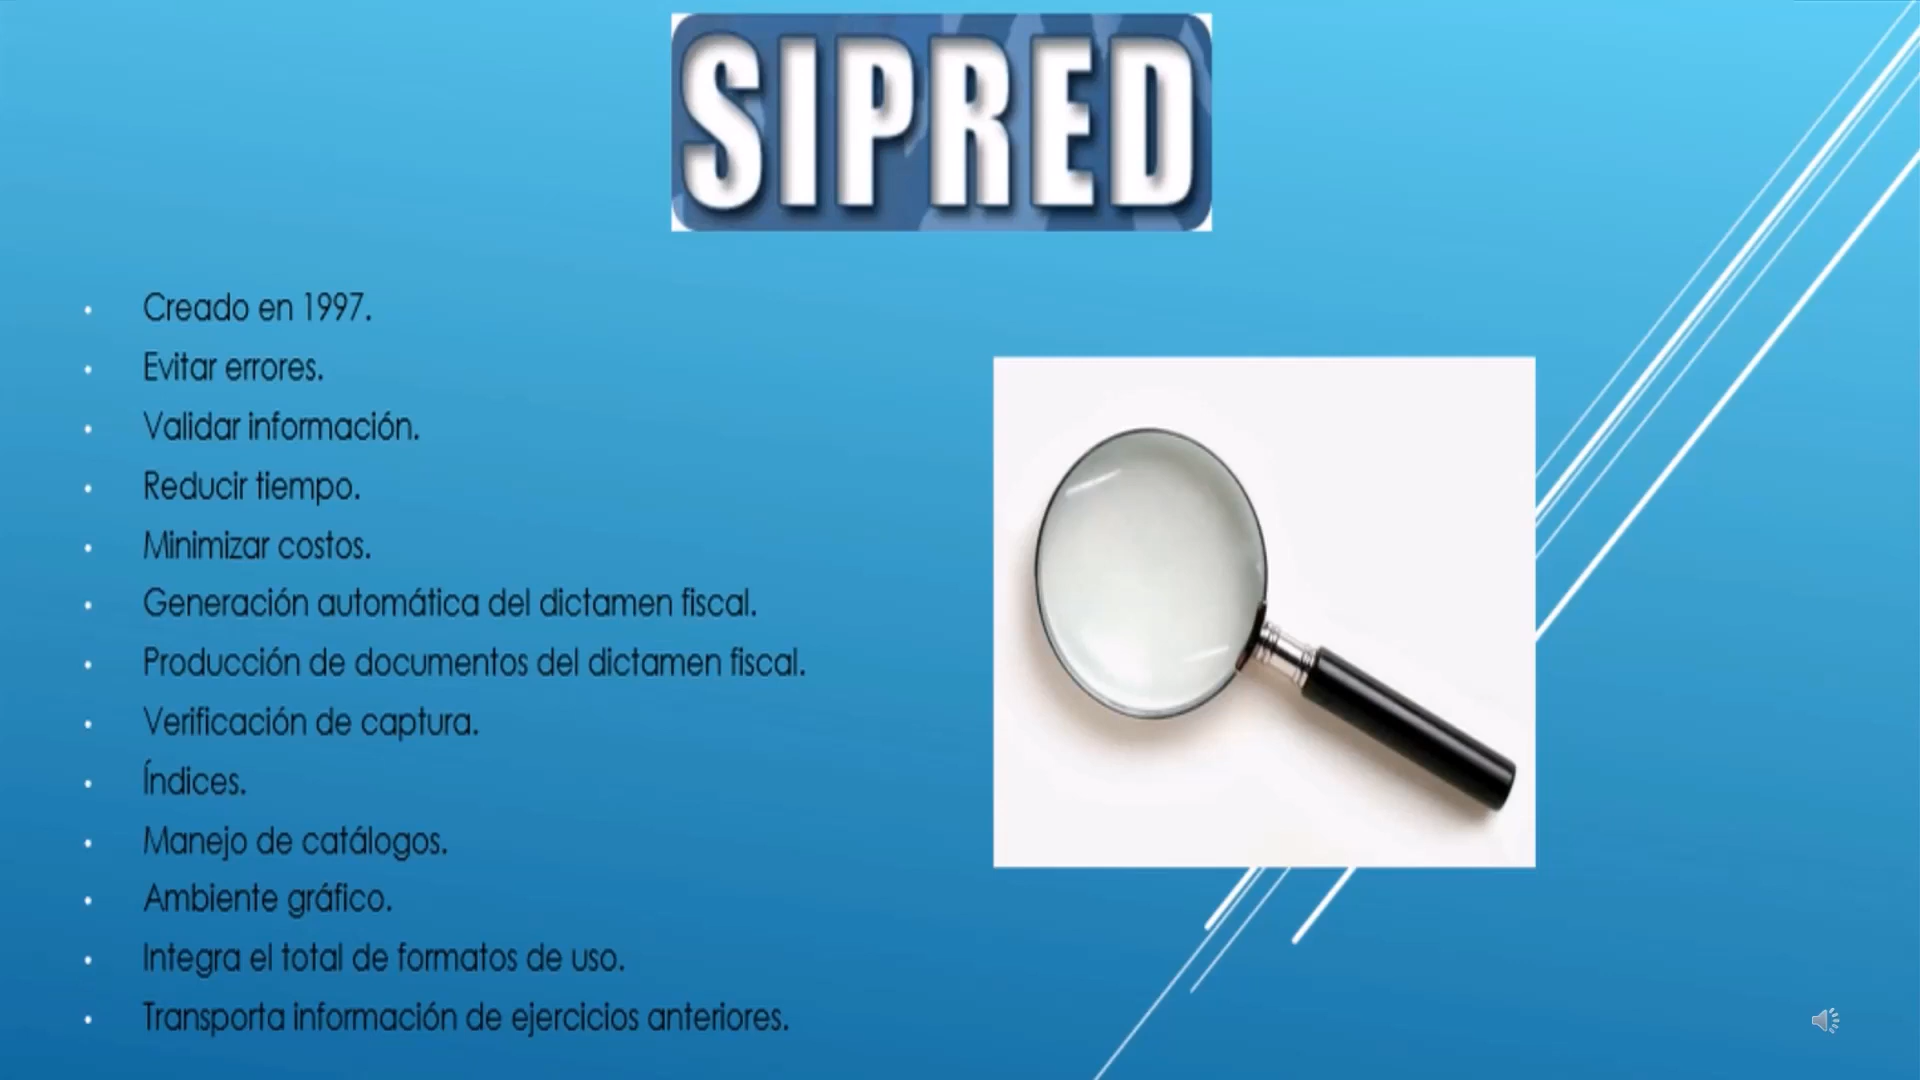 SIPRED
Creado en 1997.
Evitar errores.
Validar información.
Reducir tiempo.
Minimizar costos.
Generación automática del dictamen fiscal.
Producción de documentos del dictamen fiscal.
Verificación de captura.
Índices.
Manejo de catálogos.
Ambiente gráfico.
Integra el total de formatos de uso.
Transporta información de ejercicios anteriores.